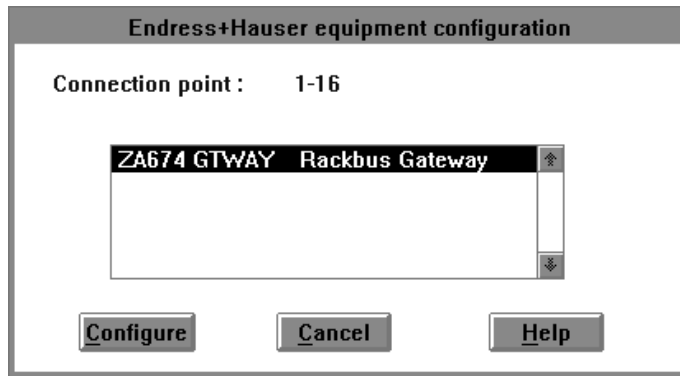 Endress+Hauser equipment configuration
Connection point : 1-16
ZA674 GTWAY Rackbus Gateway
Configure Cancel Help